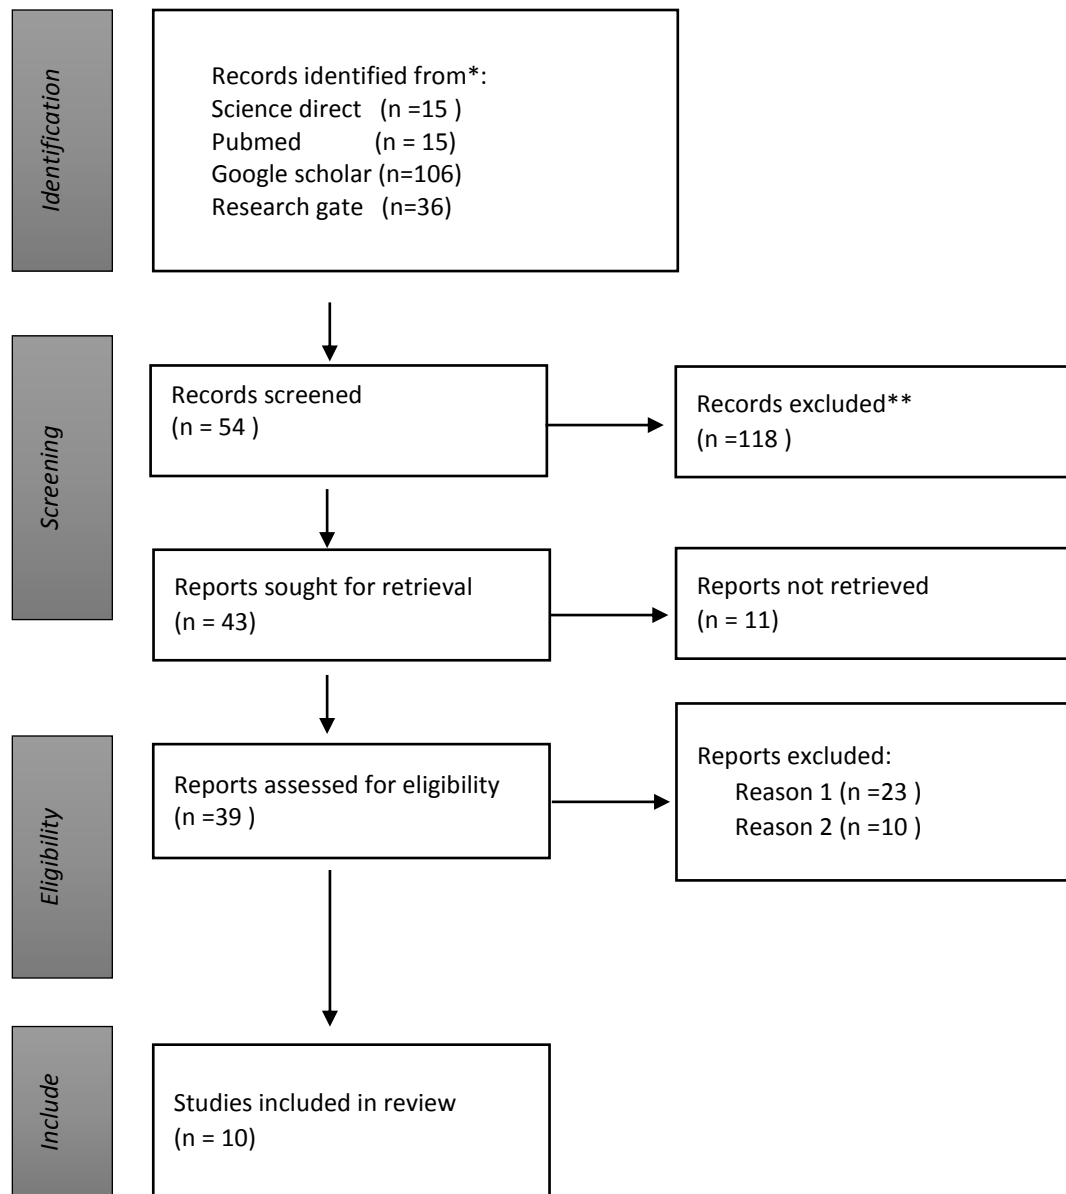 Identification
Records identified from*:
Science direct (n =15 )
Pubmed (n = 15)
Google scholar (n=106)
Research gate (n=36)
Screening
Records screened
(n = 54 )
Records excluded**
(n =118 )
Reports sought for retrieval
(n = 43)
Reports not retrieved
(n = 11)
Eligibility
Reports assessed for eligibility
(n =39 )
Reports excluded:
Reason 1 (n =23 )
Reason 2 (n =10 )
Include
Studies included in review
(n = 10)